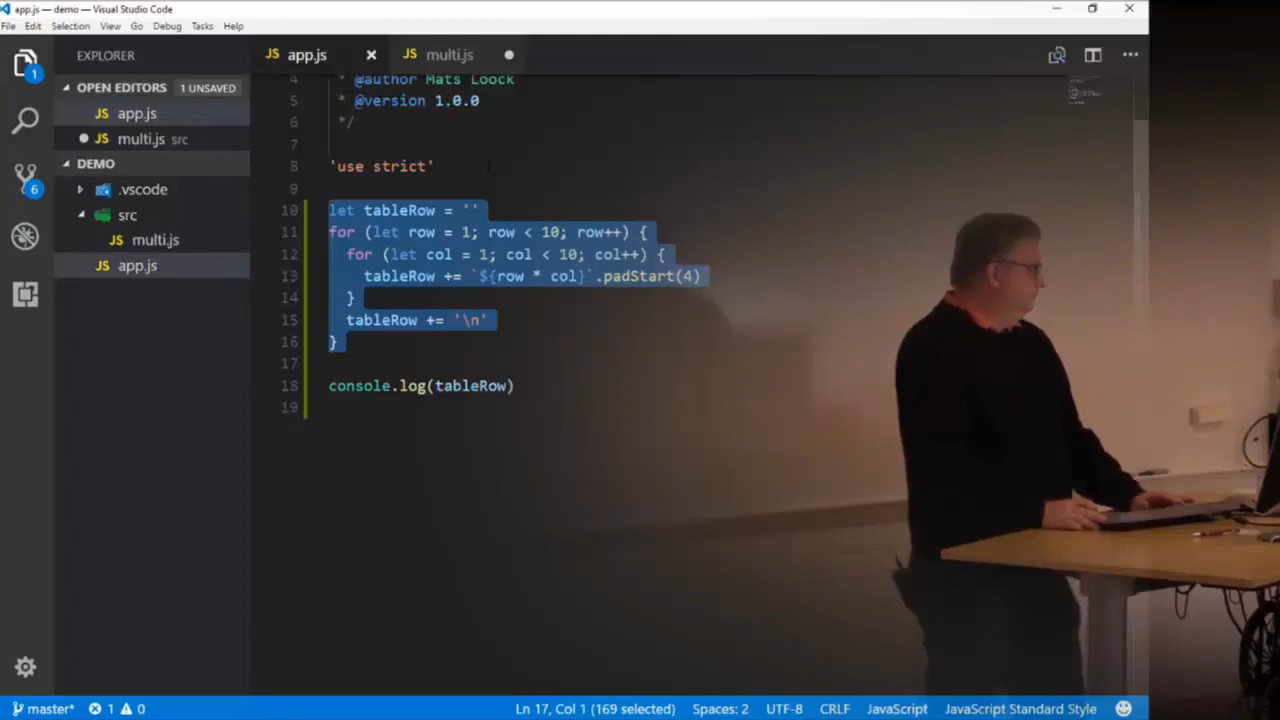 app.js — demo — Visual Studio Code
File Edit Selection View Go Debug Tasks Help
EXPLORER
JS app.js
JS multi.js
1
OPEN EDITORS 1 UNSAVED
JS app.js
JS multi.js src
DEMO
.vscode
src
JS multi.js
JS app.js
6
4 * @author Mats Loock
5 * @version 1.0.0
6 */
7
8 'use strict'
9
10 let tableRow = ''
11 for (let row = 1; row < 10; row++) {
12 for (let col = 1; col < 10; col++) {
13 tableRow += `${row * col}`.padStart(4)
14 }
15 tableRow += '\n'
16 }
17
18 console.log(tableRow)
19
master* 1 0 Ln 17, Col 1 (169 selected) Spaces: 2 UTF-8 CRLF JavaScript JavaScript Standard Style